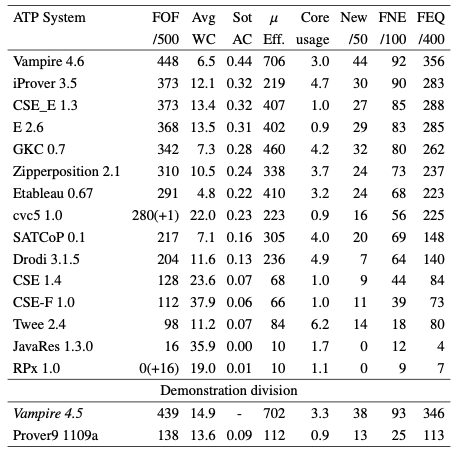 ATP System FOF Avg Sot μ Core New FNE FEQ
/500 WC AC Eff. usage /50 /100 /400
Vampire 4.6 448 6.5 0.44 706 3.0 44 92 356
iProver 3.5 373 12.1 0.32 219 4.7 30 90 283
CSE_E 1.3 373 13.4 0.32 407 1.0 27 85 288
E 2.6 368 13.5 0.31 402 0.9 29 83 285
GKC 0.7 342 7.3 0.28 460 4.2 32 80 262
Zipperposition 2.1 310 10.5 0.24 338 3.7 24 73 237
Etableau 0.67 291 4.8 0.22 410 3.2 24 68 223
cvc5 1.0 280(+1) 22.0 0.23 223 0.9 16 56 225
SATCoP 0.1 217 7.1 0.16 305 4.0 20 69 148
Drodi 3.1.5 204 11.6 0.13 236 4.9 7 64 140
CSE 1.4 128 23.6 0.07 68 1.0 9 44 84
CSE-F 1.0 112 37.9 0.06 66 1.0 11 39 73
Twee 2.4 98 11.2 0.07 84 6.2 14 18 80
JavaRes 1.3.0 16 35.9 0.00 10 1.7 0 12 4
RPx 1.0 0(+16) 19.0 0.01 10 1.1 0 9 7
Demonstration division
Vampire 4.5 439 14.9 - 702 3.3 38 93 346
Prover9 1109a 138 13.6 0.09 112 0.9 13 25 113